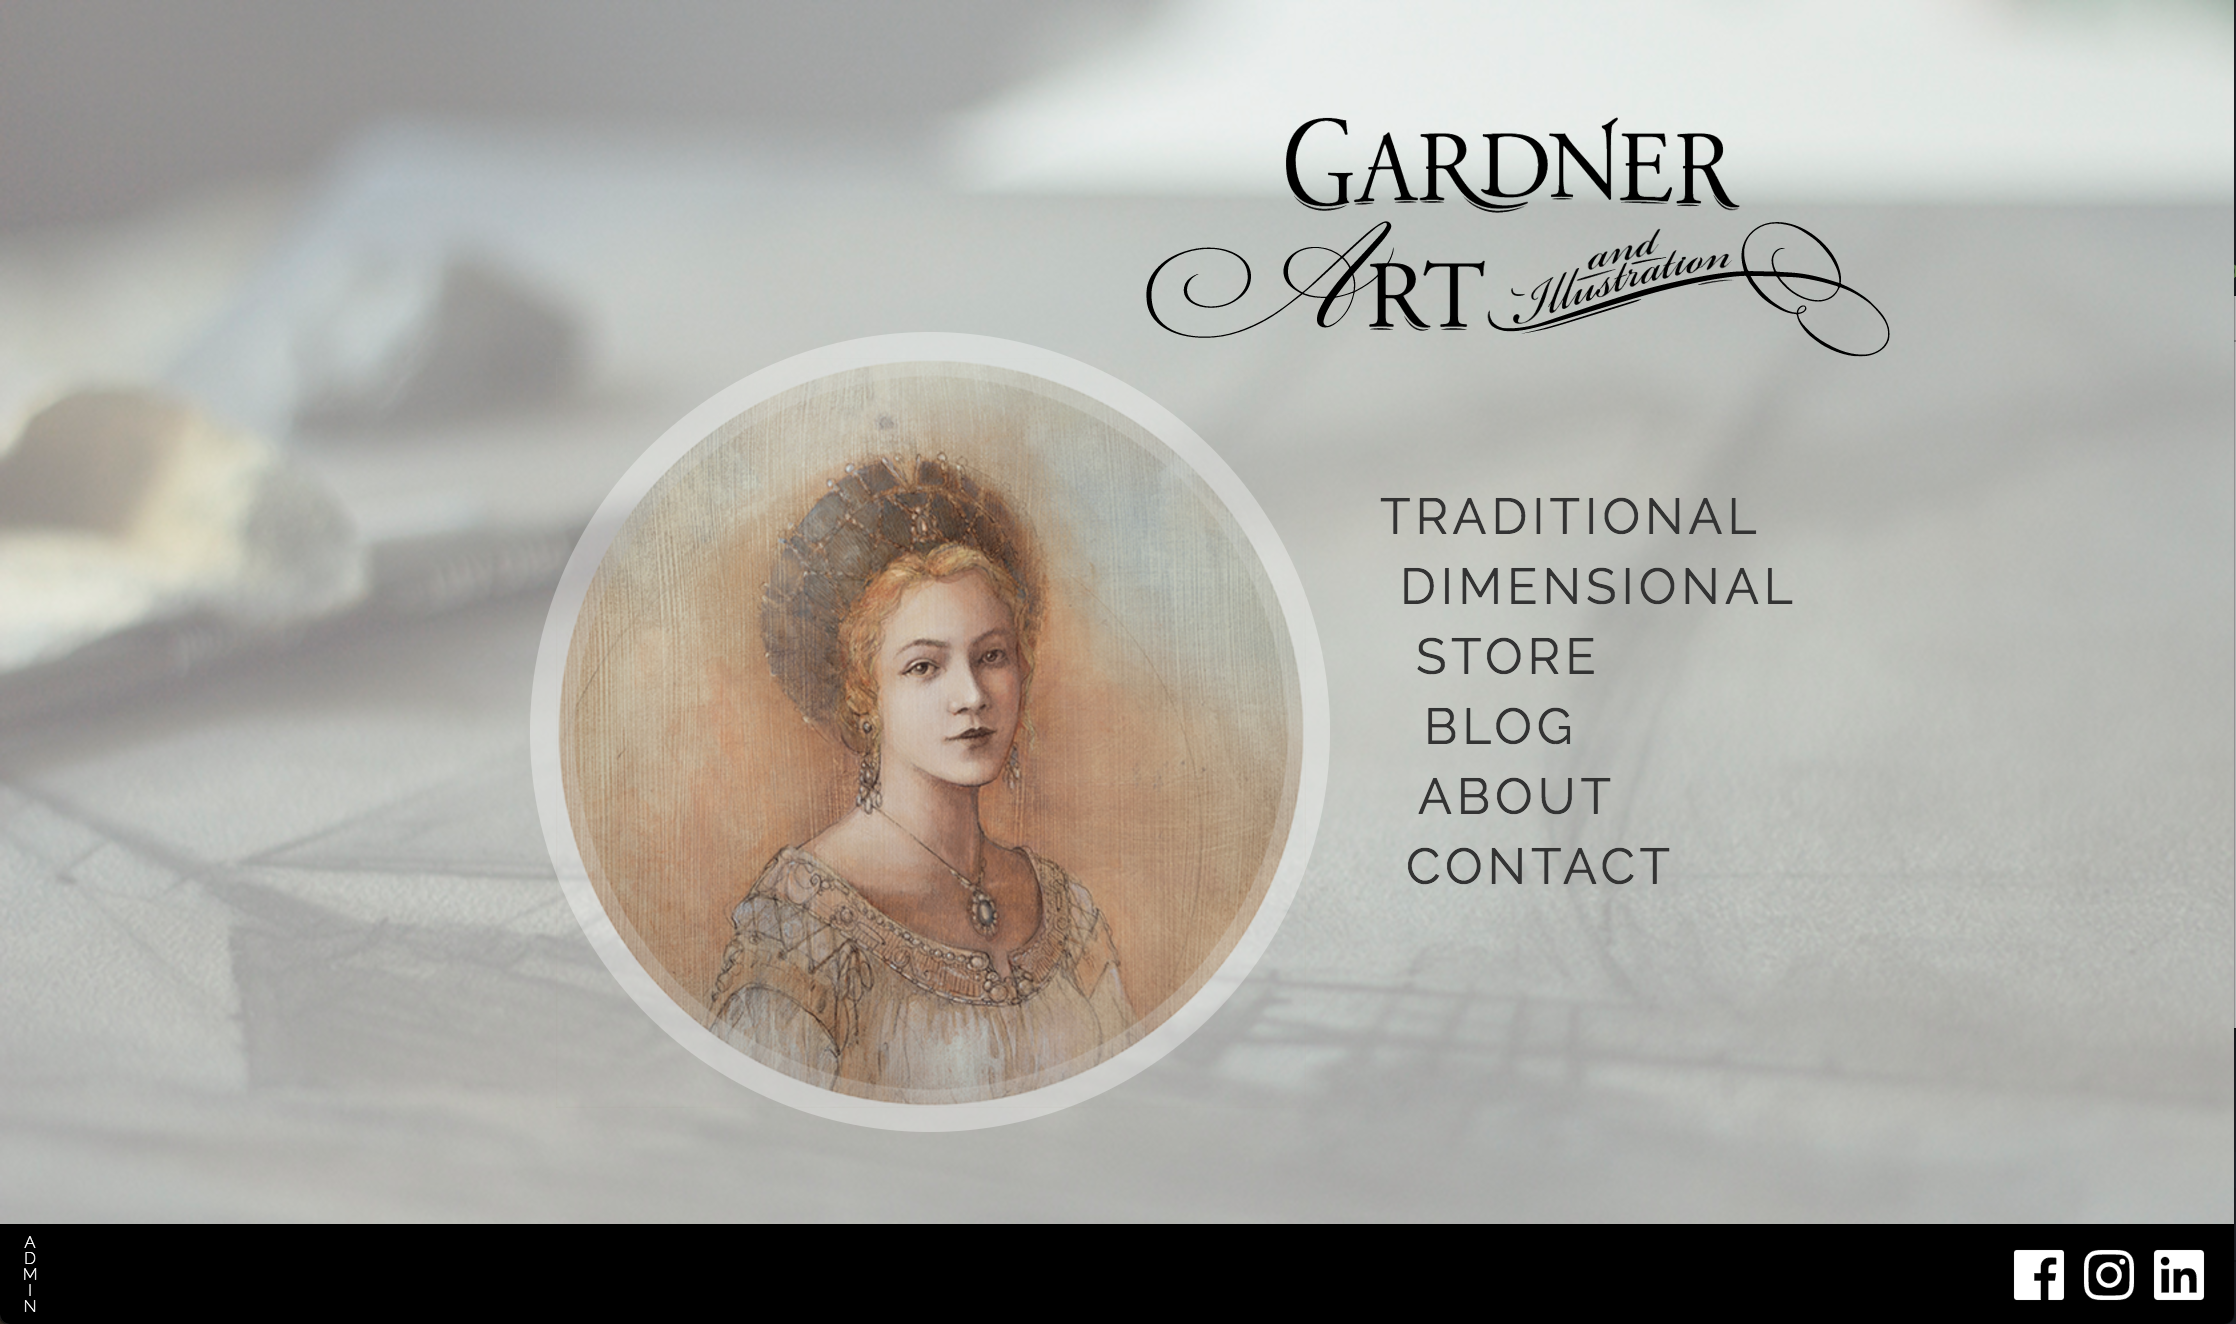 GARDNER
ART and Illustration
TRADITIONAL
DIMENSIONAL
STORE
BLOG
ABOUT
CONTACT
ADMIN